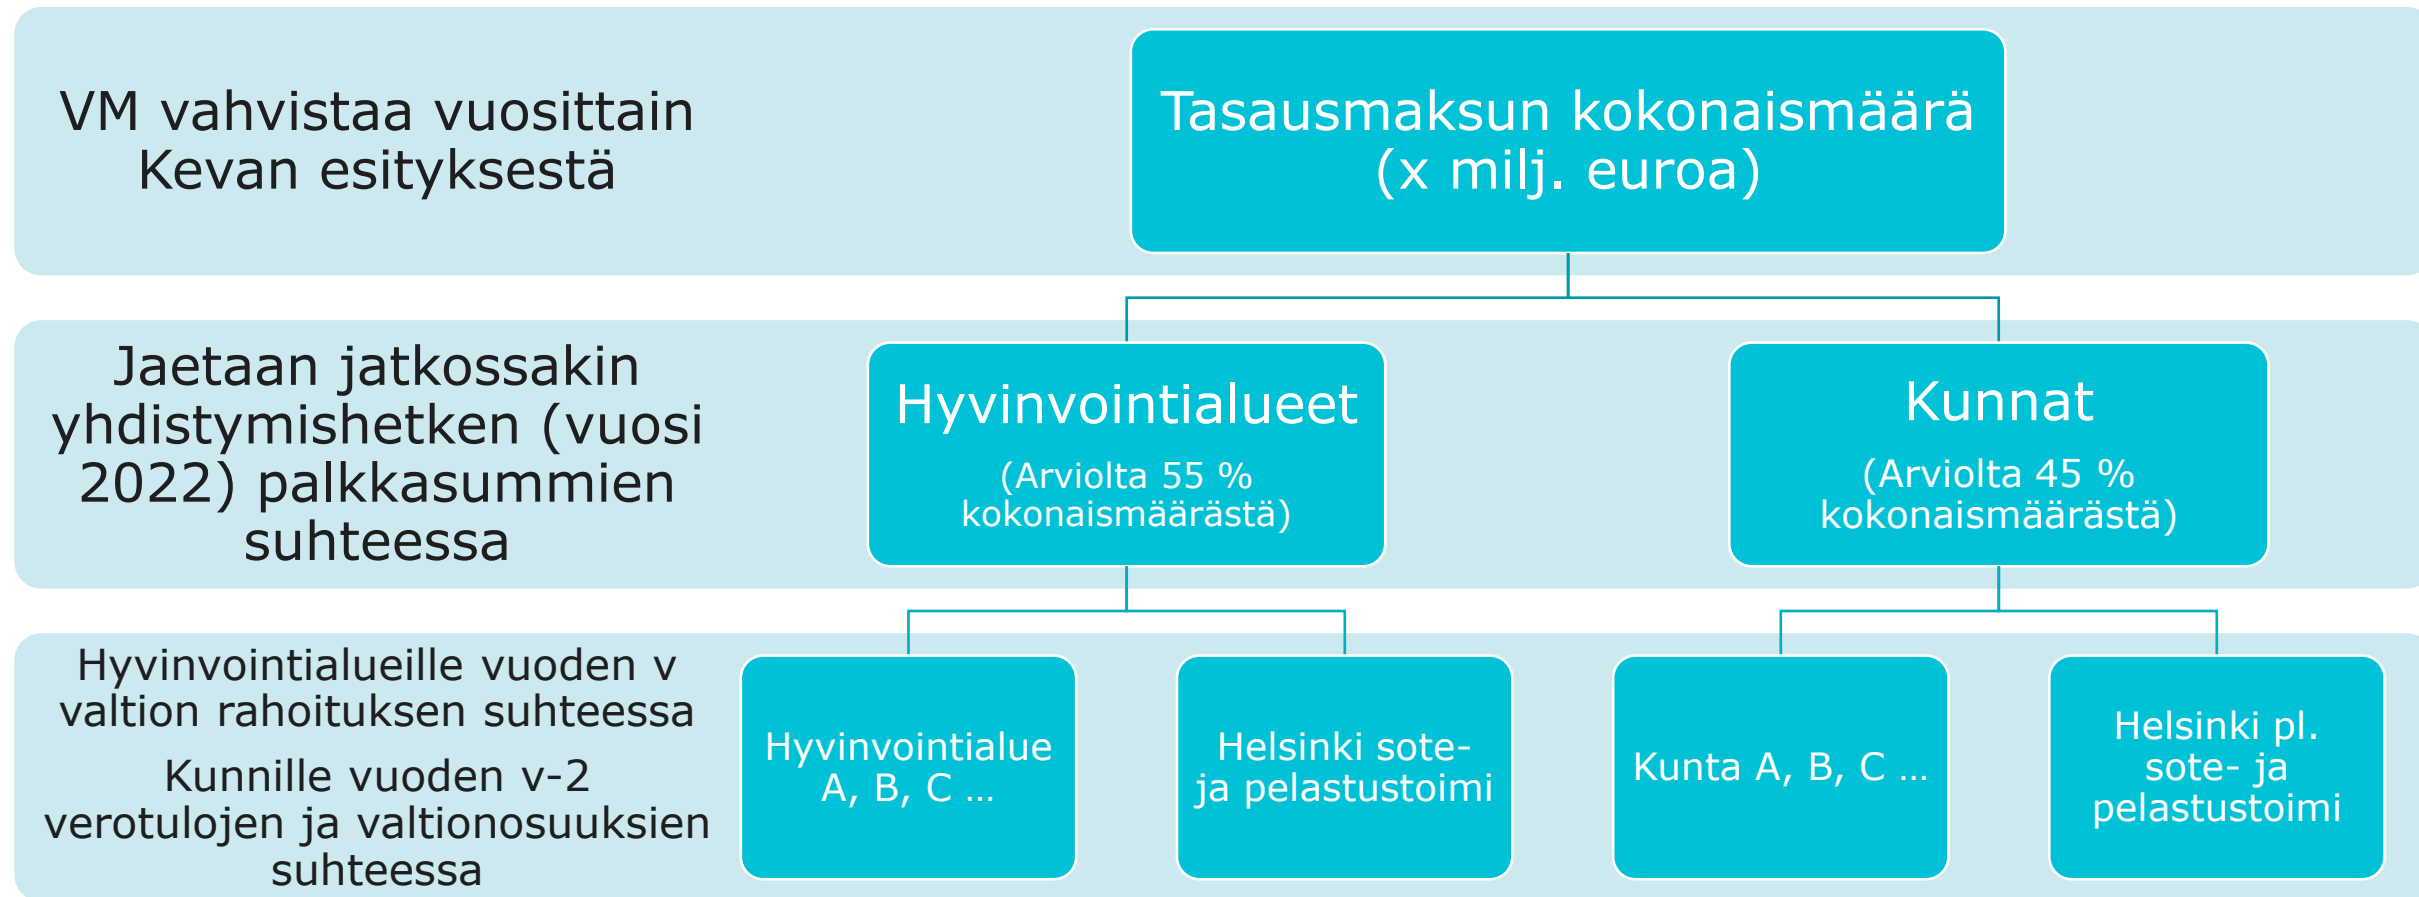 VM vahvistaa vuosittain
Kevan esityksestä
Tasausmaksun kokonaismäärä
(x milj. euroa)
Jaetaan jatkossakin
yhdistymishetken (vuosi
2022) palkkasummien
suhteessa
Hyvinvointialueet
(Arviolta 55 %
kokonaismäärästä)
Kunnat
(Arviolta 45 %
kokonaismäärästä)
Hyvinvointialueille vuoden v
valtion rahoituksen suhteessa
Kunnille vuoden v-2
verotulojen ja valtionosuuksien
suhteessa
Hyvinvointialue
A, B, C …
Helsinki sote-
ja pelastustoimi
Kunta A, B, C …
Helsinki pl.
sote- ja
pelastustoimi